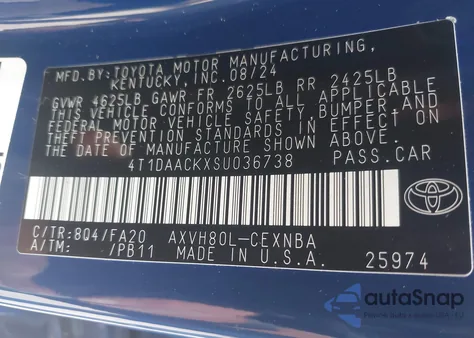 MFD.BY:TOYOTA MOTOR MANUFACTURING,
KENTUCKY, INC. 08/24
GVWR 4625LB GAWR FR 2625LB RR 2425LB
THIS VEHICLE CONFORMS TO ALL APPLICABLE
FEDERAL MOTOR VEHICLE SAFETY, BUMPER, AND
THEFT PREVENTION STANDARDS IN EFFECT ON
THE DATE OF MANUFACTURE SHOWN ABOVE.
4T1DAACKXSU036738 PASS.CAR
C/TR:8Q4/FA20 AXVH80L-CEXNBA
A/TM: /PB11 MADE IN U.S.A. 25974
TOYOTA
autoSnap